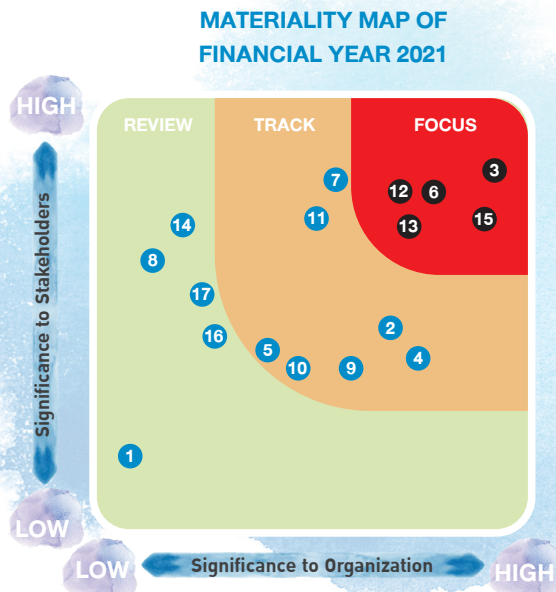 MATERIALITY MAP OF
FINANCIAL YEAR 2021
HIGH
Significance to Stakeholders
LOW
REVIEW
TRACK
FOCUS
3
7
12
6
11
13
15
14
8
17
2
16
5
4
10
9
1
LOW
Significance to Organization
HIGH